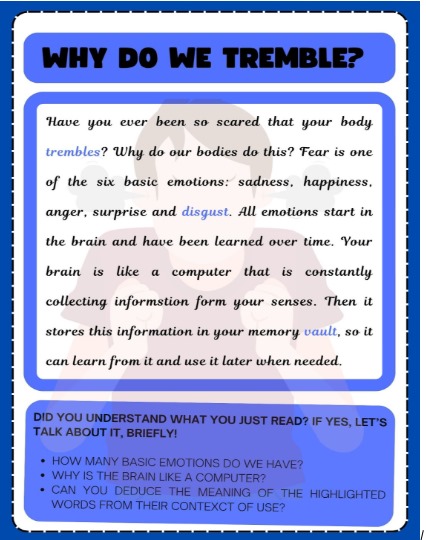 WHY DO WE TREMBLE?
Have you ever been so scared that your body
trembles? Why do our bodies do this? Fear is one
of the six basic emotions: sadness, happiness,
anger, surprise and disgust. All emotions start in
the brain and have been learned over time. Your
brain is like a computer that is constantly
collecting informstion form your senses. Then it
stores this information in your memory vault, so it
can learn from it and use it later when needed.
DID YOU UNDERSTAND WHAT YOU JUST READ? IF YES, LET'S
TALK ABOUT IT, BRIEFLY!
• HOW MANY BASIC EMOTIONS DO WE HAVE?
• WHY IS THE BRAIN LIKE A COMPUTER?
• CAN YOU DEDUCE THE MEANING OF THE HIGHLIGHTED
WORDS FROM THEIR CONTEXCT OF USE?
/